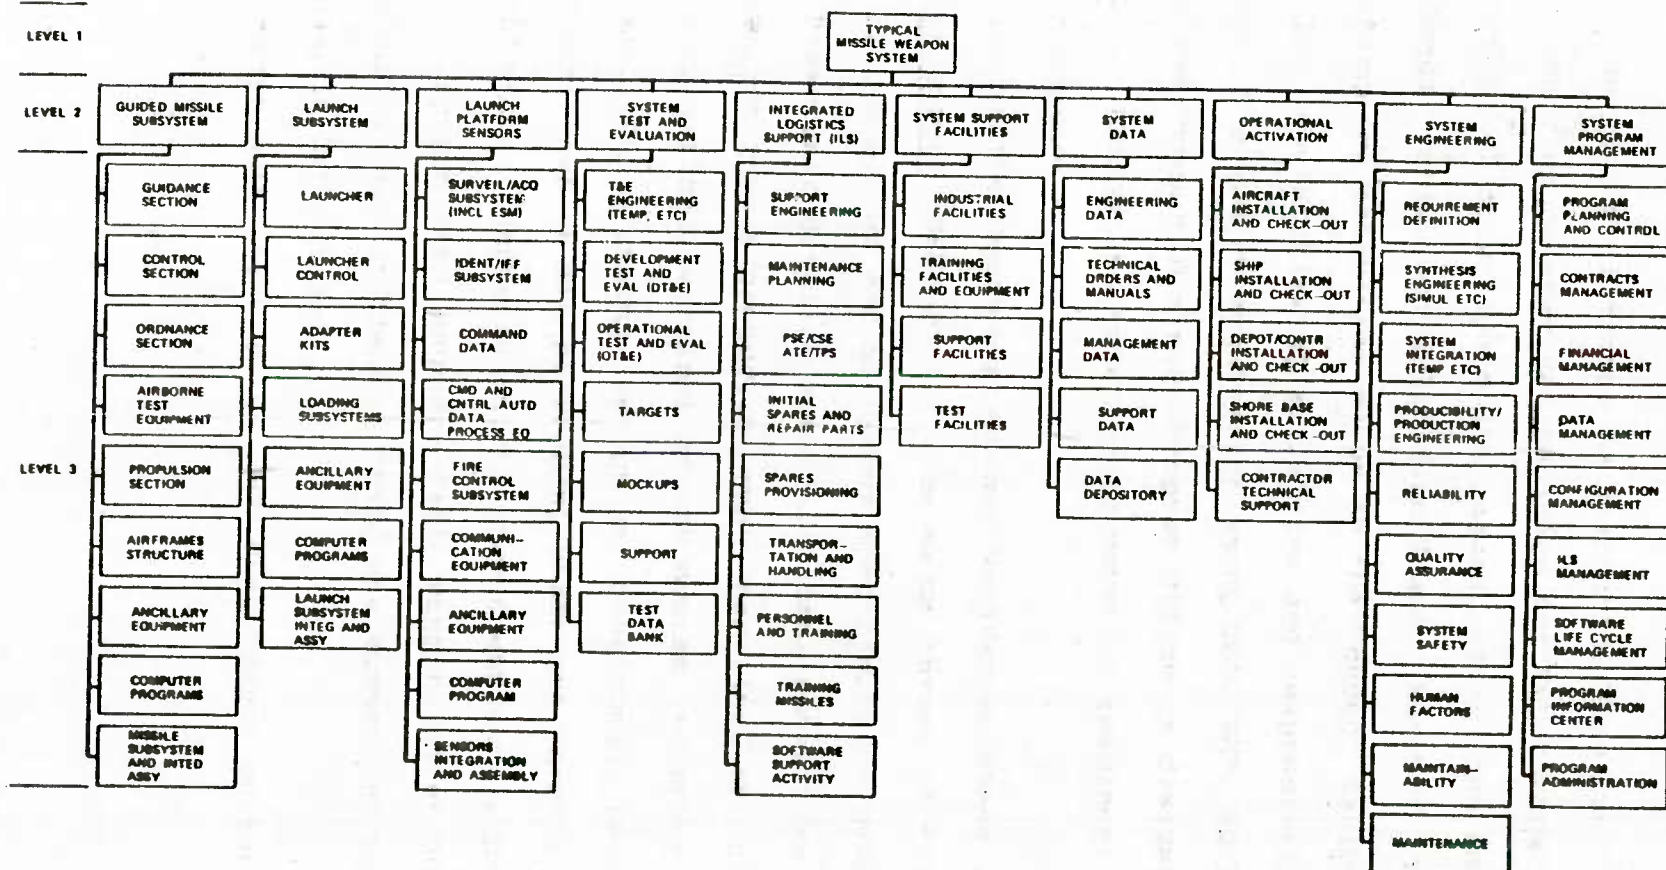 LEVEL 1
TYPICAL
MISSILE WEAPON
SYSTEM
LEVEL 2
GUIDED MISSILE
SUBSYSTEM
LAUNCH
SUBSYSTEM
LAUNCH
PLATFORM
SENSORS
SYSTEM
TEST AND
EVALUATION
INTEGRATED
LOGISTICS
SUPPORT (ILS)
SYSTEM SUPPORT
FACILITIES
SYSTEM
DATA
OPERATIONAL
ACTIVATION
SYSTEM
ENGINEERING
SYSTEM
PROGRAM
MANAGEMENT
LEVEL 3
GUIDANCE
SECTION
CONTROL
SECTION
ORDNANCE
SECTION
AIRBORNE
TEST
EQUIPMENT
PROPULSION
SECTION
AIRFRAMES
STRUCTURE
ANCILLARY
EQUIPMENT
COMPUTER
PROGRAMS
MISSILE
SUBSYSTEM
AND INTED
ASSY
LAUNCHER
LAUNCHER
CONTROL
ADAPTER
KITS
LOADING
SUBSYSTEMS
ANCILLARY
EQUIPMENT
COMPUTER
PROGRAMS
LAUNCH
SUBSYSTEM
INTEG AND
ASSY
SURVEIL/ACQ
SUBSYSTEM
(INCL ESM)
IDENT/IFF
SUBSYSTEM
COMMAND
DATA
CMD AND
CNTRL AUTO
DATA
PROCESS EQ
FIRE
CONTROL
SUBSYSTEM
COMMUNI-
CATION
EQUIPMENT
ANCILLARY
EQUIPMENT
COMPUTER
PROGRAM
SENSORS
INTEGRATION
AND ASSEMBLY
T&E
ENGINEERING
(TEMP, ETC)
DEVELOPMENT
TEST AND
EVAL (DT&E)
OPERATIONAL
TEST AND EVAL
(OT&E)
TARGETS
MOCKUPS
SUPPORT
TEST
DATA
BANK
SUPPORT
ENGINEERING
MAINTENANCE
PLANNING
PSE/CSE
ATE/TPS
INITIAL
SPARES AND
REPAIR PARTS
SPARES
PROVISIONING
TRANSPOR-
TATION AND
HANDLING
PERSONNEL
AND TRAINING
TRAINING
MISSILES
SOFTWARE
SUPPORT
ACTIVITY
INDUSTRIAL
FACILITIES
TRAINING
FACILITIES
AND EQUIPMENT
SUPPORT
FACILITIES
TEST
FACILITIES
ENGINEERING
DATA
TECHNICAL
ORDERS AND
MANUALS
MANAGEMENT
DATA
SUPPORT
DATA
DATA
DEPOSITORY
AIRCRAFT
INSTALLATION
AND CHECK-OUT
SHIP
INSTALLATION
AND CHECK-OUT
DEPOT/CONTR
INSTALLATION
AND CHECK-OUT
SHORE BASE
INSTALLATION
AND CHECK-OUT
CONTRACTOR
TECHNICAL
SUPPORT
REQUIREMENT
DEFINITION
SYNTHESIS
ENGINEERING
(SIMUL ETC)
SYSTEM
INTEGRATION
(TEMP ETC)
PRODUCIBILITY/
PRODUCTION
ENGINEERING
RELIABILITY
QUALITY
ASSURANCE
SYSTEM
SAFETY
HUMAN
FACTORS
MAINTAIN-
ABILITY
MAINTENANCE
PROGRAM
PLANNING
AND CONTROL
CONTRACTS
MANAGEMENT
FINANCIAL
MANAGEMENT
DATA
MANAGEMENT
CONFIGURATION
MANAGEMENT
ILS
MANAGEMENT
SOFTWARE
LIFE CYCLE
MANAGEMENT
PROGRAM
INFORMATION
CENTER
PROGRAM
ADMINISTRATION